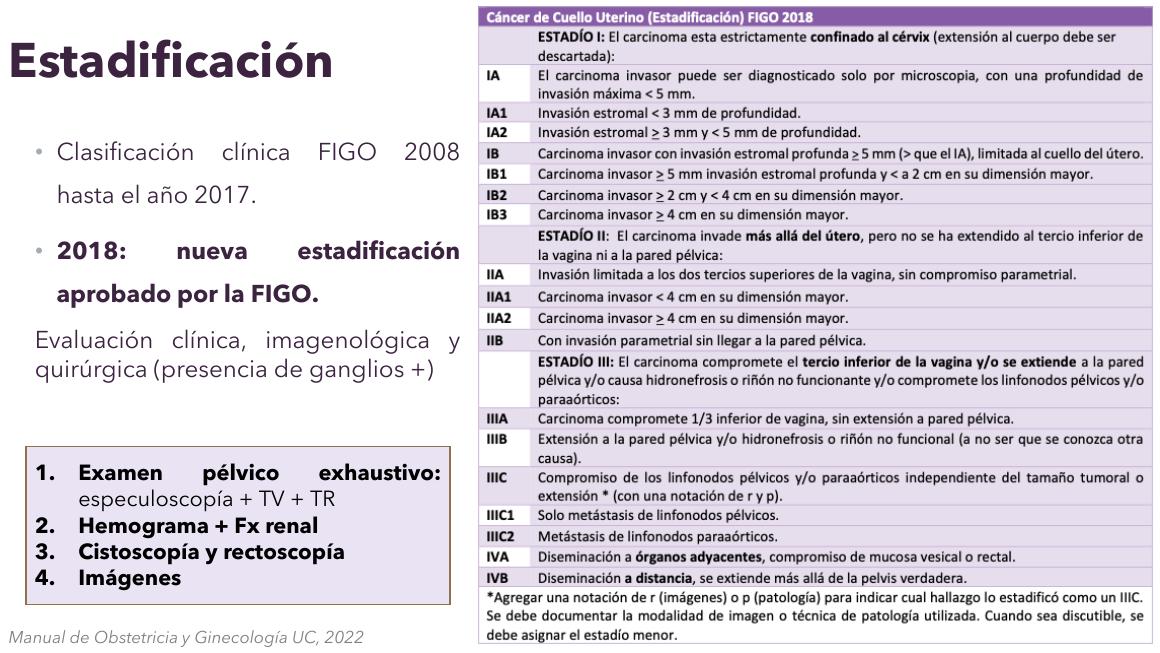 Estadificación
• Clasificación clínica FIGO 2008
hasta el año 2017.
• 2018: nueva estadificación
aprobado por la FIGO.
Evaluación clínica, imagenológica y
quirúrgica (presencia de ganglios +)
1. Examen pélvico exhaustivo:
especuloscopía + TV + TR
2. Hemograma + Fx renal
3. Cistoscopía y rectoscopía
4. Imágenes
Manual de Obstetricia y Ginecología UC, 2022
Cáncer de Cuello Uterino (Estadificación) FIGO 2018
ESTADÍO I: El carcinoma esta estrictamente confinado al cérvix (extensión al cuerpo debe ser
descartada):
IA El carcinoma invasor puede ser diagnosticado solo por microscopia, con una profundidad de
invasión máxima < 5 mm.
IA1 Invasión estromal < 3 mm de profundidad.
IA2 Invasión estromal ≥ 3 mm y < 5 mm de profundidad.
IB Carcinoma invasor con invasión estromal profunda ≥ 5 mm (> que el IA), limitada al cuello del útero.
IB1 Carcinoma invasor ≥ 5 mm invasión estromal profunda y < a 2 cm en su dimensión mayor.
IB2 Carcinoma invasor ≥ 2 cm y < 4 cm en su dimensión mayor.
IB3 Carcinoma invasor ≥ 4 cm en su dimensión mayor.
ESTADÍO II: El carcinoma invade más allá del útero, pero no se ha extendido al tercio inferior de
la vagina ni a la pared pélvica:
IIA Invasión limitada a los dos tercios superiores de la vagina, sin compromiso parametrial.
IIA1 Carcinoma invasor < 4 cm en su dimensión mayor.
IIA2 Carcinoma invasor ≥ 4 cm en su dimensión mayor.
IIB Con invasión parametrial sin llegar a la pared pélvica.
ESTADÍO III: El carcinoma compromete el tercio inferior de la vagina y/o se extiende a la pared
pélvica y/o causa hidronefrosis o riñón no funcionante y/o compromete los linfonodos pélvicos y/o
paraaórticos:
IIIA Carcinoma compromete 1/3 inferior de vagina, sin extensión a pared pélvica.
IIIB Extensión a la pared pélvica y/o hidronefrosis o riñón no funcional (a no ser que se conozca otra
causa).
IIIC Compromiso de los linfonodos pélvicos y/o paraaórticos independiente del tamaño tumoral o
extensión * (con una notación de r y p).
IIIC1 Solo metástasis de linfonodos pélvicos.
IIIC2 Metástasis de linfonodos paraaórticos.
IVA Diseminación a órganos adyacentes, compromiso de mucosa vesical o rectal.
IVB Diseminación a distancia, se extiende más allá de la pelvis verdadera.
*Agregar una notación de r (imágenes) o p (patología) para indicar cual hallazgo lo estadificó como un IIIC.
Se debe documentar la modalidad de imagen o técnica de patología utilizada. Cuando sea discutible, se
debe asignar el estadío menor.